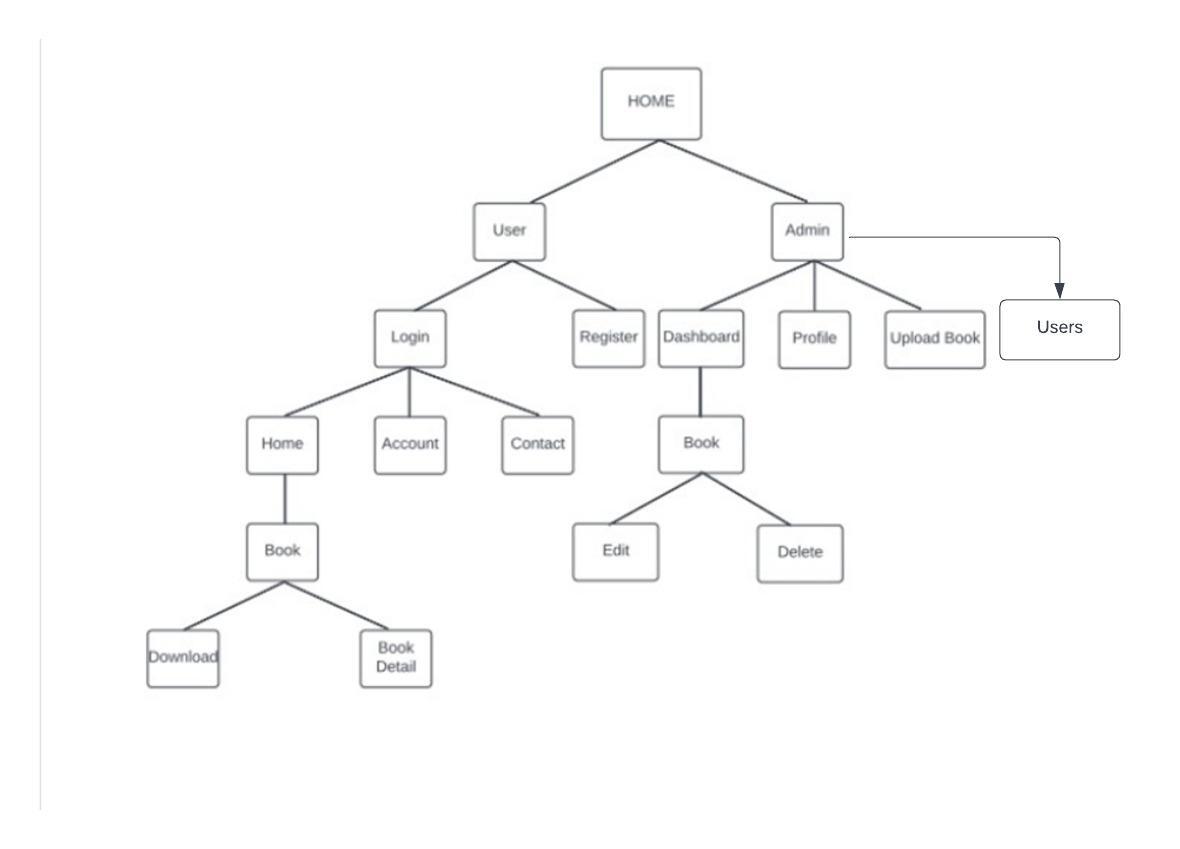 HOME
User
Admin
Login
Register
Dashboard
Profile
Upload Book
Users
Home
Account
Contact
Book
Book
Edit
Delete
Download
Book
Detail